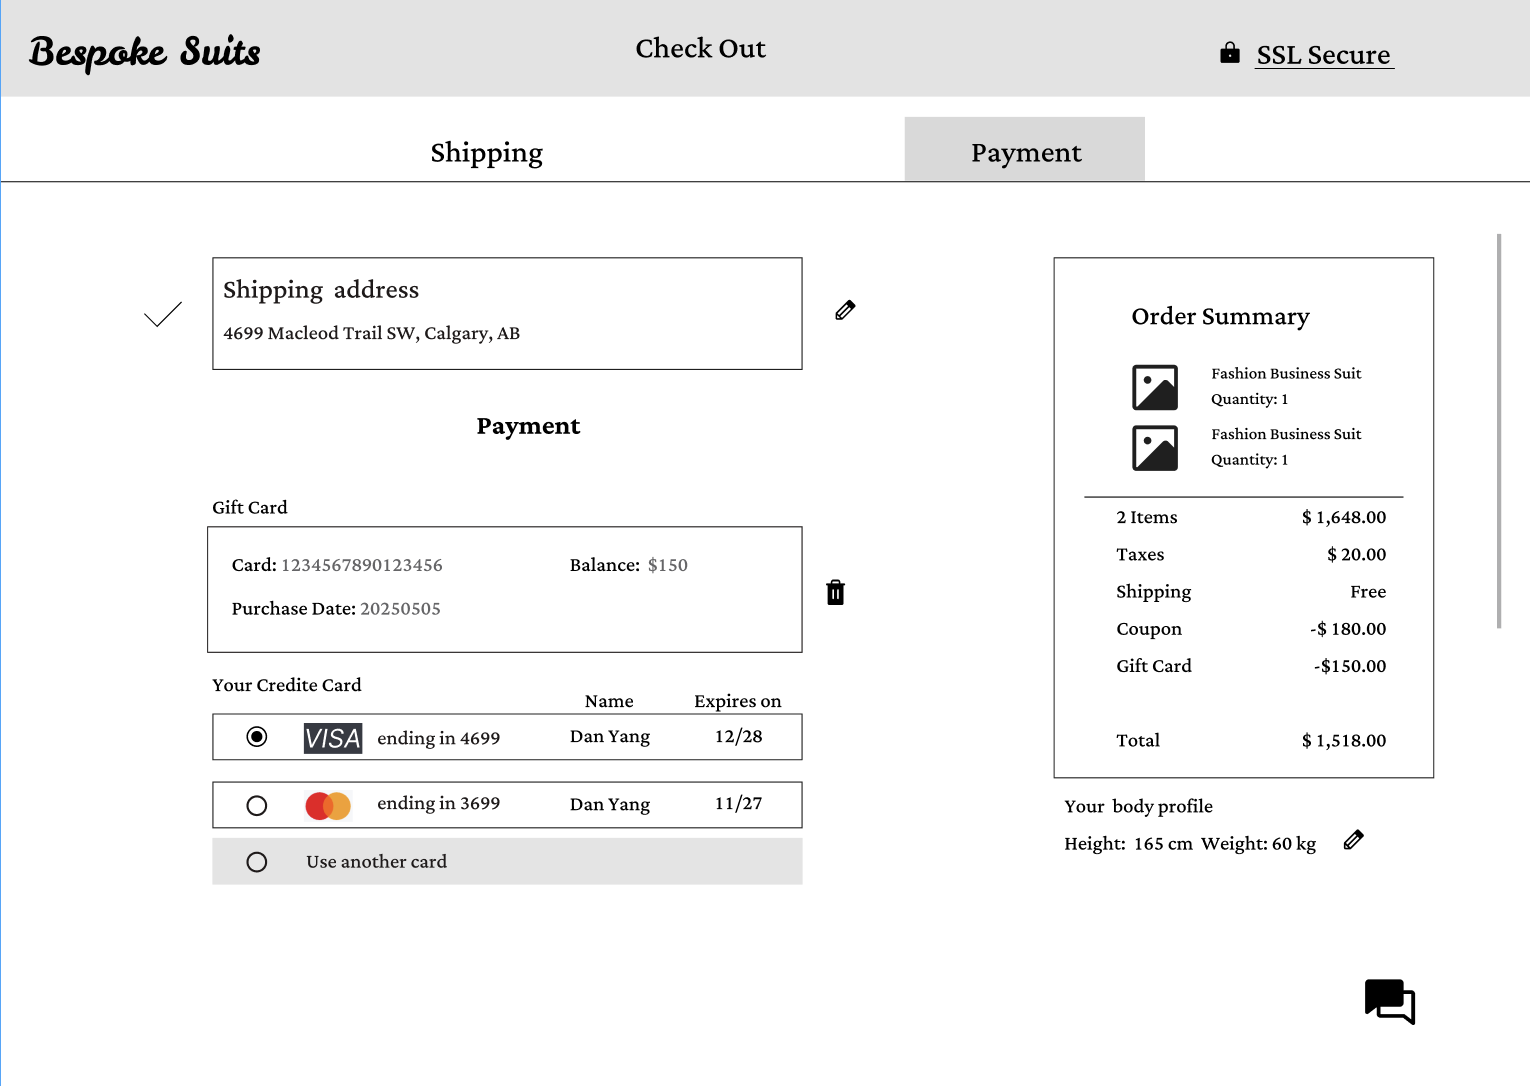 Bespoke Suits
Check Out
SSL Secure
Shipping
Payment
Shipping address
4699 Macleod Trail SW, Calgary, AB
Payment
Gift Card
Card: 1234567890123456 Balance: $150
Purchase Date: 20250505
Your Credite Card
Name Expires on
VISA ending in 4699 Dan Yang 12/28
ending in 3699 Dan Yang 11/27
Use another card
Order Summary
Fashion Business Suit
Quantity: 1
Fashion Business Suit
Quantity: 1
2 Items $ 1,648.00
Taxes $ 20.00
Shipping Free
Coupon -$ 180.00
Gift Card -$150.00
Total $ 1,518.00
Your body profile
Height: 165 cm Weight: 60 kg